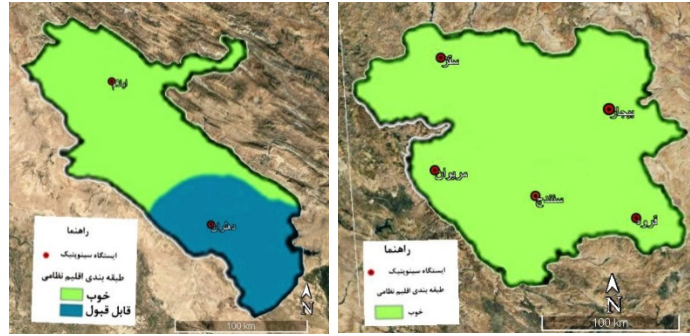 ایلام
دهلران
راهنما
ایستگاه سینوپتیک
طبقه بندی اقلیم نظامی
خوب
قابل قبول
N
100 km
سقز
بیجار
مریوان
سنندج
قروه
راهنما
ایستگاه سینوپتیک
طبقه بندی اقلیم نظامی
خوب
N
100 km